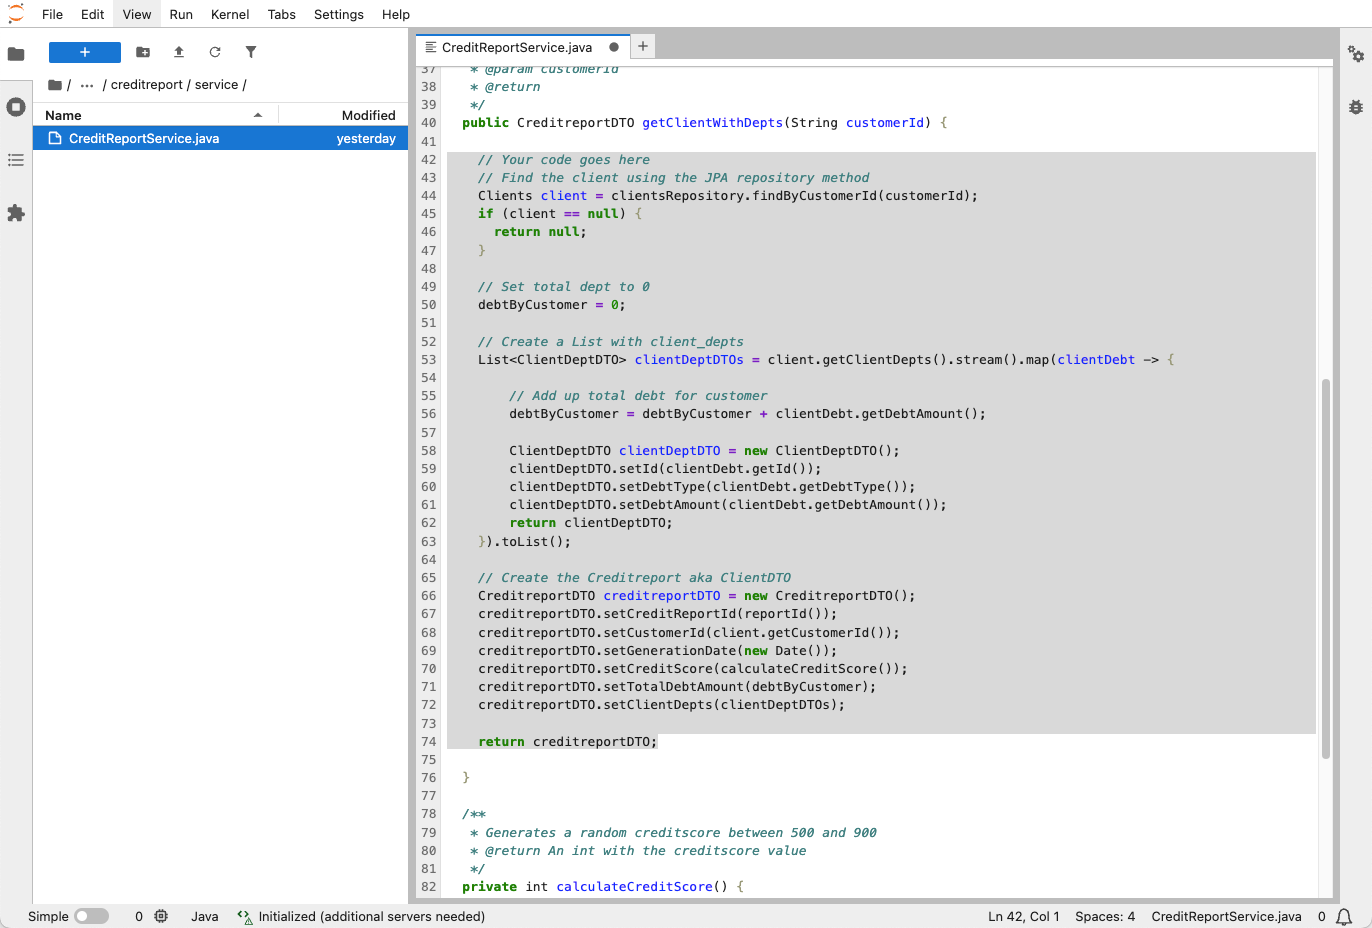 File Edit View Run Kernel Tabs Settings Help
+
/ ··· / creditreport / service /
Name Modified
CreditReportService.java yesterday
CreditReportService.java
+
37 * @param customerId
38 * @return
39 */
40 public CreditreportDTO getClientWithDepts(String customerId) {
41
42 // Your code goes here
43 // Find the client using the JPA repository method
44 Clients client = clientsRepository.findByCustomerId(customerId);
45 if (client == null) {
46 return null;
47 }
48
49 // Set total dept to 0
50 debtByCustomer = 0;
51
52 // Create a List with client_depts
53 List<ClientDeptDTO> clientDeptDTOs = client.getClientDepts().stream().map(clientDebt -> {
54
55 // Add up total debt for customer
56 debtByCustomer = debtByCustomer + clientDebt.getDebtAmount();
57
58 ClientDeptDTO clientDeptDTO = new ClientDeptDTO();
59 clientDeptDTO.setId(clientDebt.getId());
60 clientDeptDTO.setDebtType(clientDebt.getDebtType());
61 clientDeptDTO.setDebtAmount(clientDebt.getDebtAmount());
62 return clientDeptDTO;
63 }).toList();
64
65 // Create the Creditreport aka ClientDTO
66 CreditreportDTO creditreportDTO = new CreditreportDTO();
67 creditreportDTO.setCreditReportId(reportId());
68 creditreportDTO.setCustomerId(client.getCustomerId());
69 creditreportDTO.setGenerationDate(new Date());
70 creditreportDTO.setCreditScore(calculateCreditScore());
71 creditreportDTO.setTotalDebtAmount(debtByCustomer);
72 creditreportDTO.setClientDepts(clientDeptDTOs);
73
74 return creditreportDTO;
75
76 }
77
78 /**
79 * Generates a random creditscore between 500 and 900
80 * @return An int with the creditscore value
81 */
82 private int calculateCreditScore() {
Simple 0 Java Initialized (additional servers needed) Ln 42, Col 1 Spaces: 4 CreditReportService.java 0